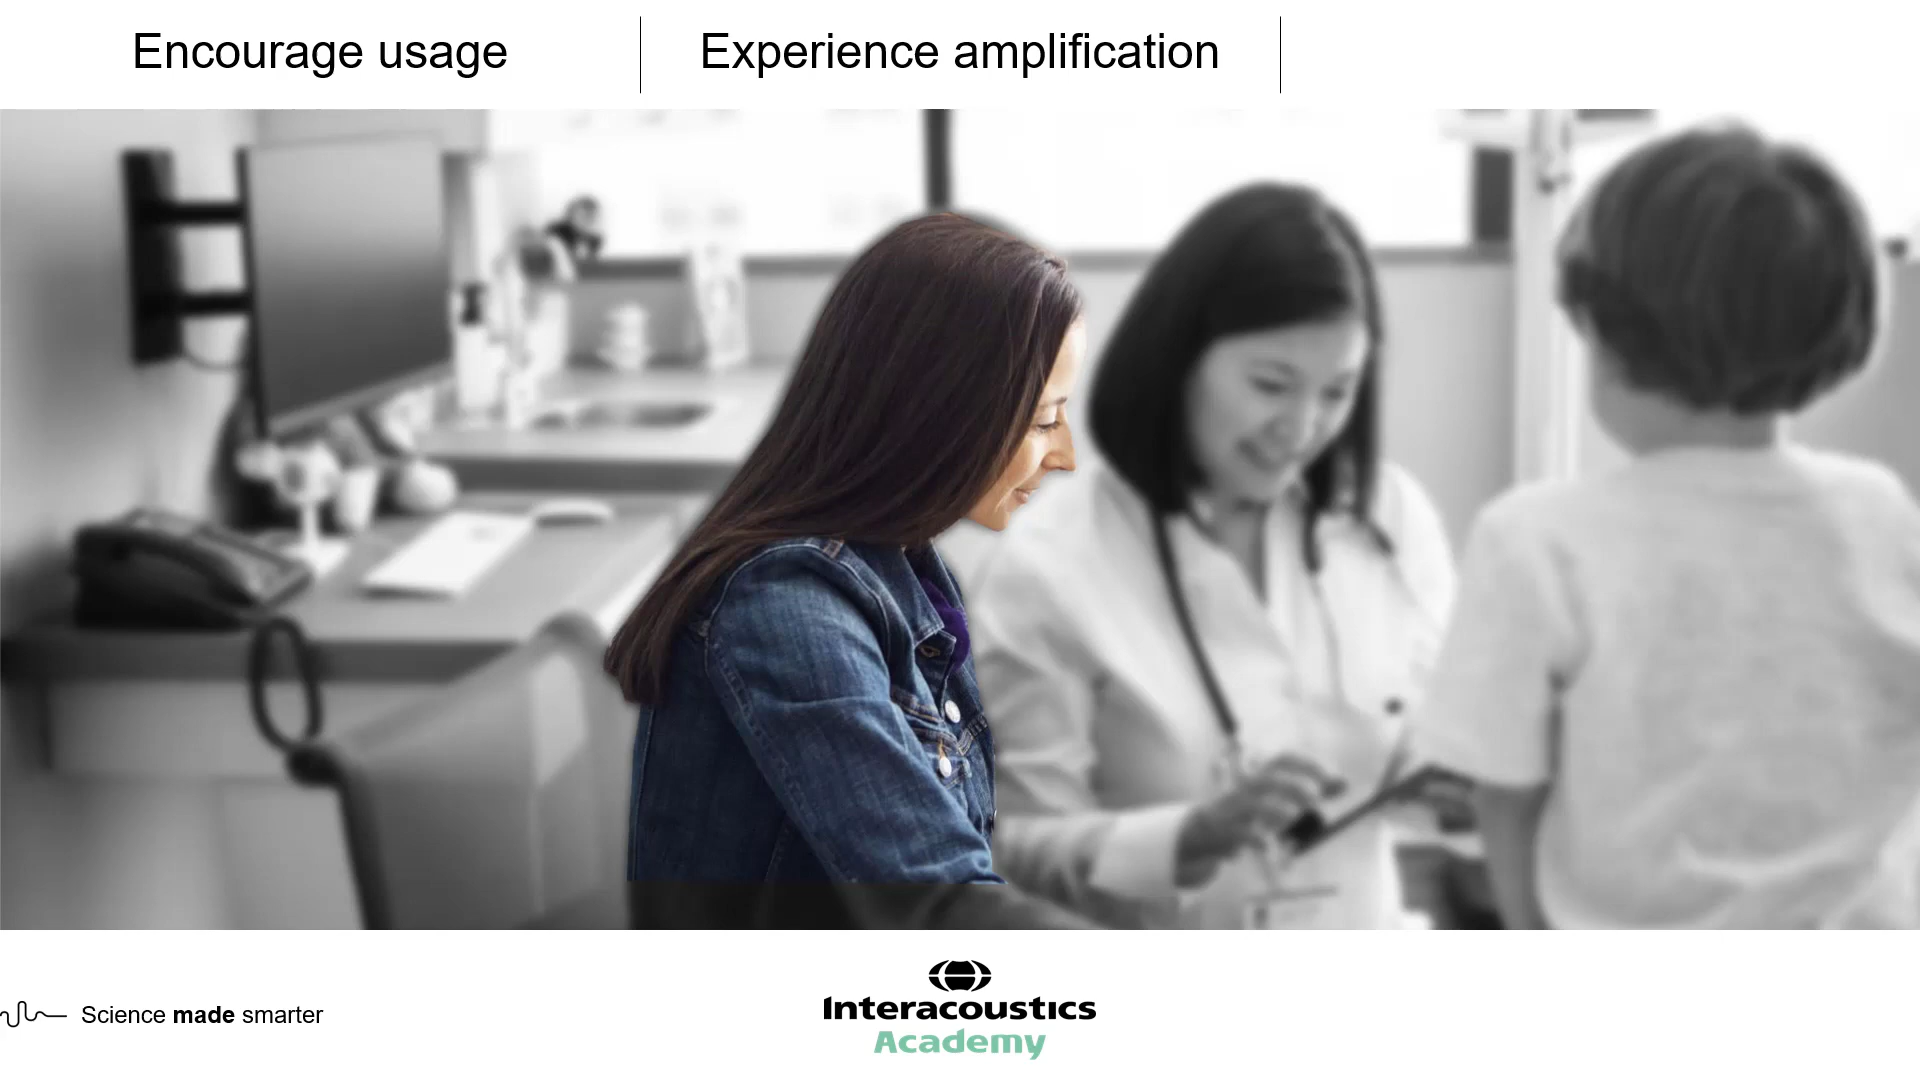 Encourage usage
Experience amplification
Science made smarter
Interacoustics
Academy